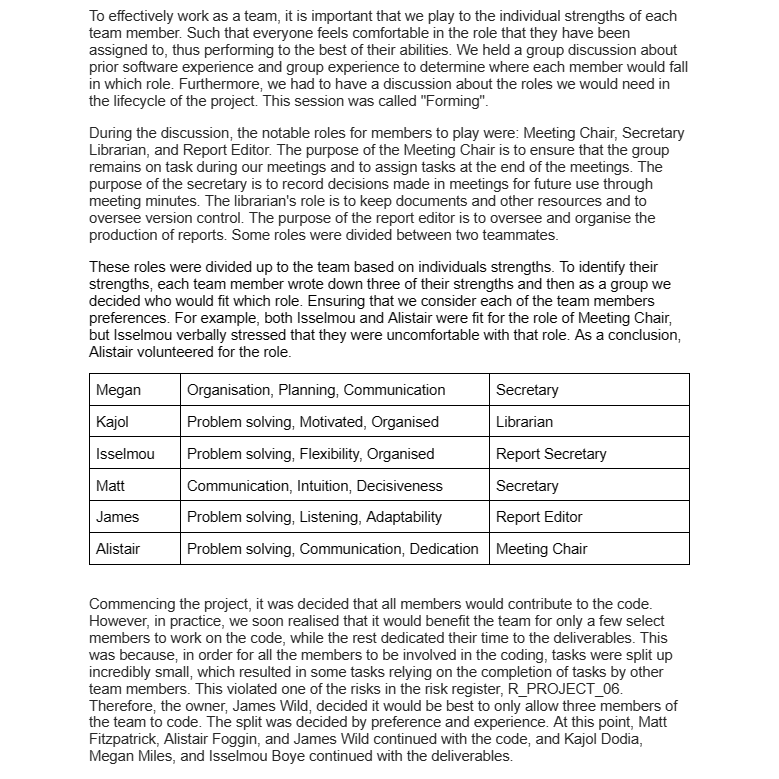 To effectively work as a team, it is important that we play to the individual strengths of each
team member. Such that everyone feels comfortable in the role that they have been
assigned to, thus performing to the best of their abilities. We held a group discussion about
prior software experience and group experience to determine where each member would fall
in which role. Furthermore, we had to have a discussion about the roles we would need in
the lifecycle of the project. This session was called "Forming".
During the discussion, the notable roles for members to play were: Meeting Chair, Secretary
Librarian, and Report Editor. The purpose of the Meeting Chair is to ensure that the group
remains on task during our meetings and to assign tasks at the end of the meetings. The
purpose of the secretary is to record decisions made in meetings for future use through
meeting minutes. The librarian's role is to keep documents and other resources and to
oversee version control. The purpose of the report editor is to oversee and organise the
production of reports. Some roles were divided between two teammates.
These roles were divided up to the team based on individuals strengths. To identify their
strengths, each team member wrote down three of their strengths and then as a group we
decided who would fit which role. Ensuring that we consider each of the team members
preferences. For example, both Isselmou and Alistair were fit for the role of Meeting Chair,
but Isselmou verbally stressed that they were uncomfortable with that role. As a conclusion,
Alistair volunteered for the role.
Megan Organisation, Planning, Communication Secretary
Kajol Problem solving, Motivated, Organised Librarian
Isselmou Problem solving, Flexibility, Organised Report Secretary
Matt Communication, Intuition, Decisiveness Secretary
James Problem solving, Listening, Adaptability Report Editor
Alistair Problem solving, Communication, Dedication Meeting Chair
Commencing the project, it was decided that all members would contribute to the code.
However, in practice, we soon realised that it would benefit the team for only a few select
members to work on the code, while the rest dedicated their time to the deliverables. This
was because, in order for all the members to be involved in the coding, tasks were split up
incredibly small, which resulted in some tasks relying on the completion of tasks by other
team members. This violated one of the risks in the risk register, R_PROJECT_06.
Therefore, the owner, James Wild, decided it would be best to only allow three members of
the team to code. The split was decided by preference and experience. At this point, Matt
Fitzpatrick, Alistair Foggin, and James Wild continued with the code, and Kajol Dodia,
Megan Miles, and Isselmou Boye continued with the deliverables.